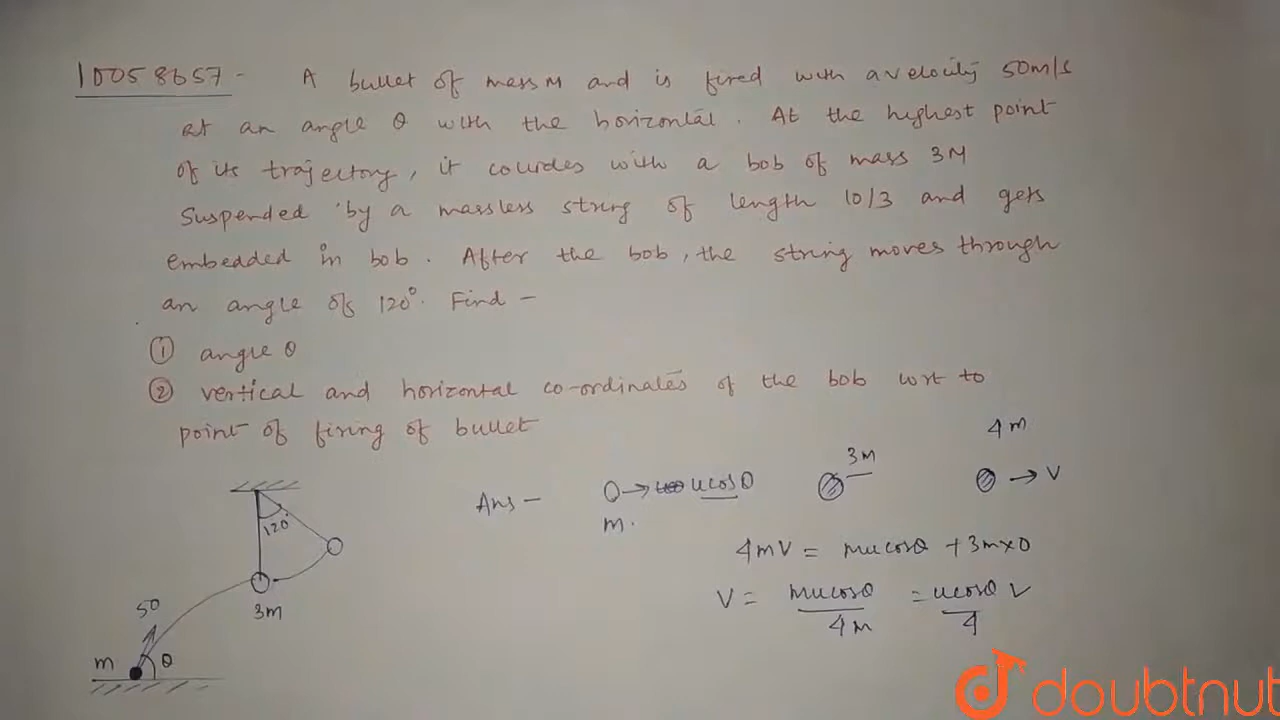 10058657- A bullet of mass M and is fired with a velocity 50m/s
at an angle θ with the horizontal. At the highest point
of its trajectory, it colides with a bob of mass 3M
Suspended by a massless string of length 10/3 and gets
embeaded in bob. After the bob, the string moves through
an angle of 120°. Find -
① angle θ
② vertical and horizontal co-ordinates of the bob wrt to
point of firing of bullet
4m
3M
Ans - ucosθ → V
m.
120°
4mV = mucosθ + 3m×0
50
3m
V = mucosθ/4M = ucosθ/4
m θ
doubtnut